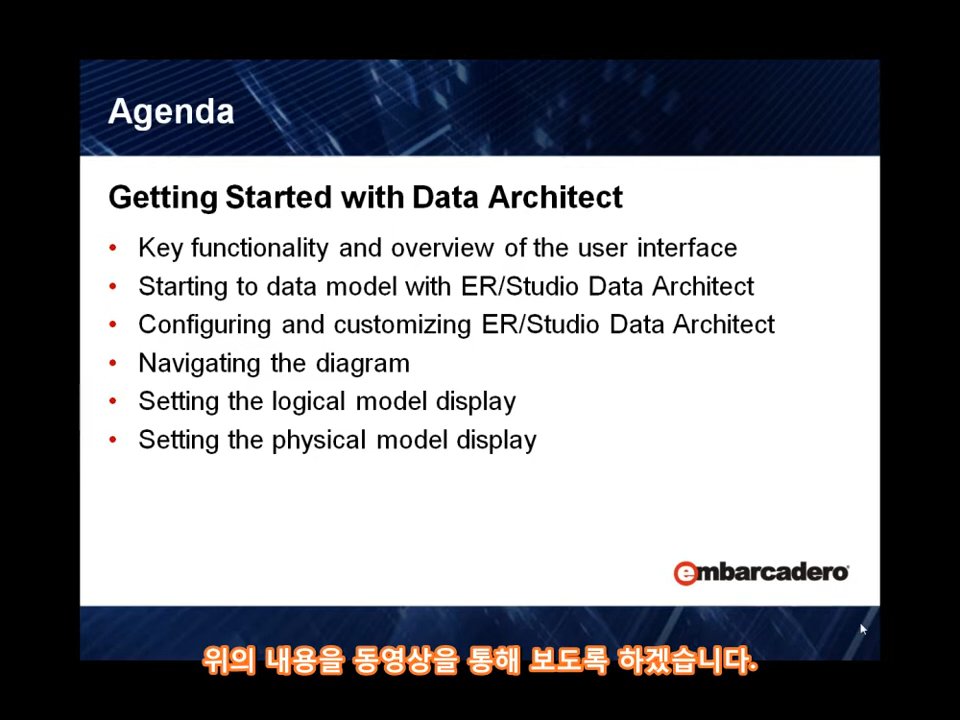 Agenda
Getting Started with Data Architect
• Key functionality and overview of the user interface
• Starting to data model with ER/Studio Data Architect
• Configuring and customizing ER/Studio Data Architect
• Navigating the diagram
• Setting the logical model display
• Setting the physical model display
embarcadero
위의 내용을 동영상을 통해 보도록 하겠습니다.